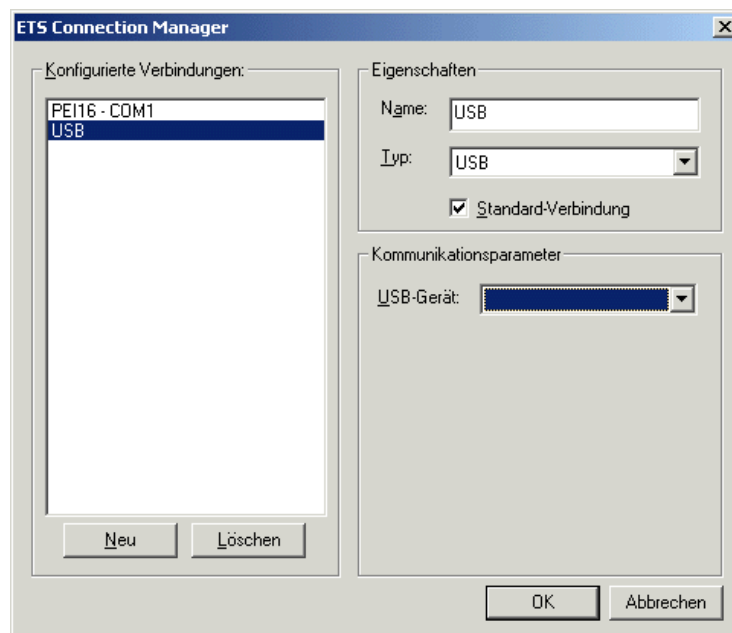 ETS Connection Manager
Konfigurierte Verbindungen:
PEI16 - COM1
USB
Neu
Löschen
Eigenschaften
Name:
USB
Typ:
USB
Standard-Verbindung
Kommunikationsparameter
USB-Gerät:
OK
Abbrechen